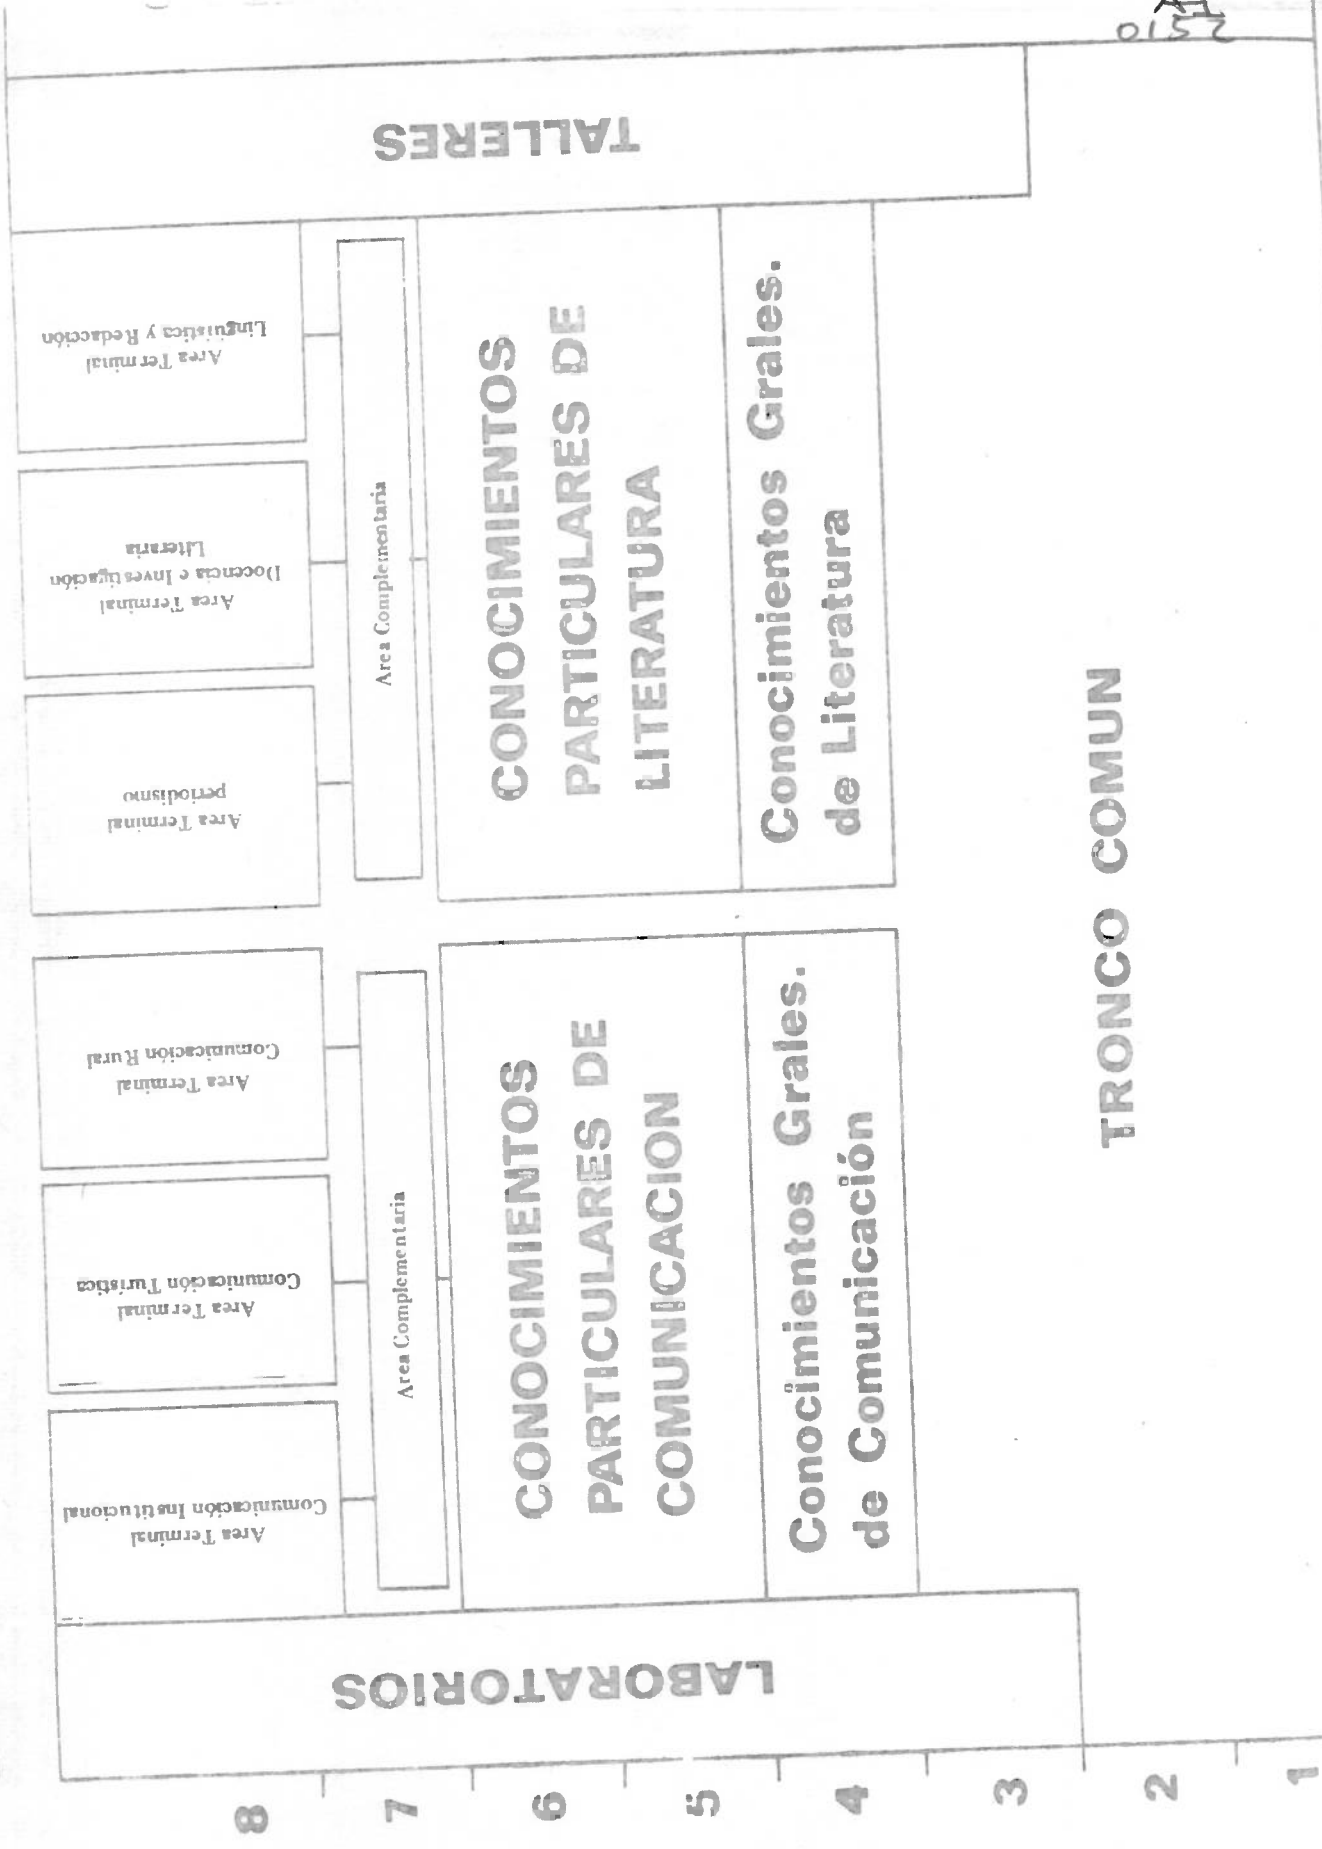 0152
TALLERES
Area Terminal
Linguistica y Redacción
Area Terminal
Docencia e Investigación
Literaria
Area Terminal
periodismo
Area Complementaria
CONOCIMIENTOS
PARTICULARES DE
LITERATURA
Conocimientos Grales.
de Literatura
Area Terminal
Comunicación Rural
Area Terminal
Comunicación Turística
Area Terminal
Comunicación Institucional
Area Complementaria
CONOCIMIENTOS
PARTICULARES DE
COMUNICACION
Conocimientos Grales.
de Comunicación
TRONCO COMUN
LABORATORIOS
8
7
6
5
4
3
2
1